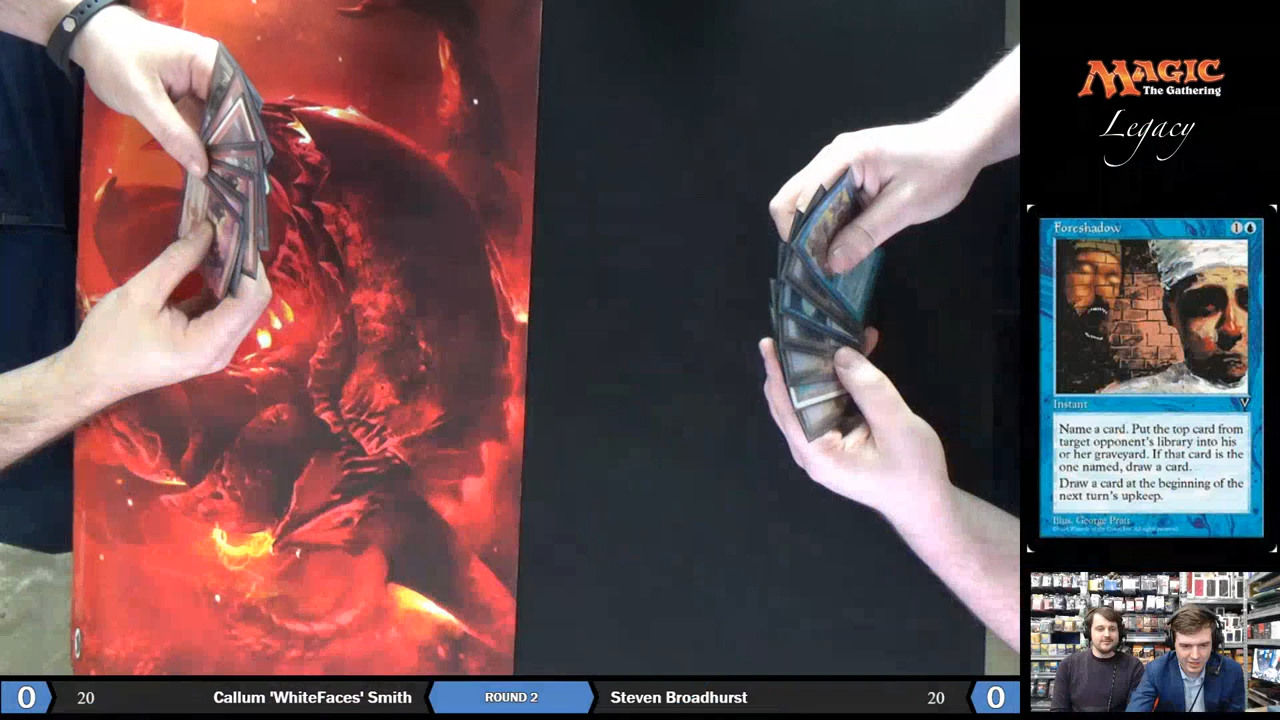 MAGIC
The Gathering
Legacy
Foreshadow 1
Instant V
Name a card. Put the top card from
target opponent's library into his
or her graveyard. If that card is the
one named, draw a card.
Draw a card at the beginning of the
next turn's upkeep.
Illus. George Pratt
0 20 Callum 'WhiteFaces' Smith ROUND 2 Steven Broadhurst 20 0